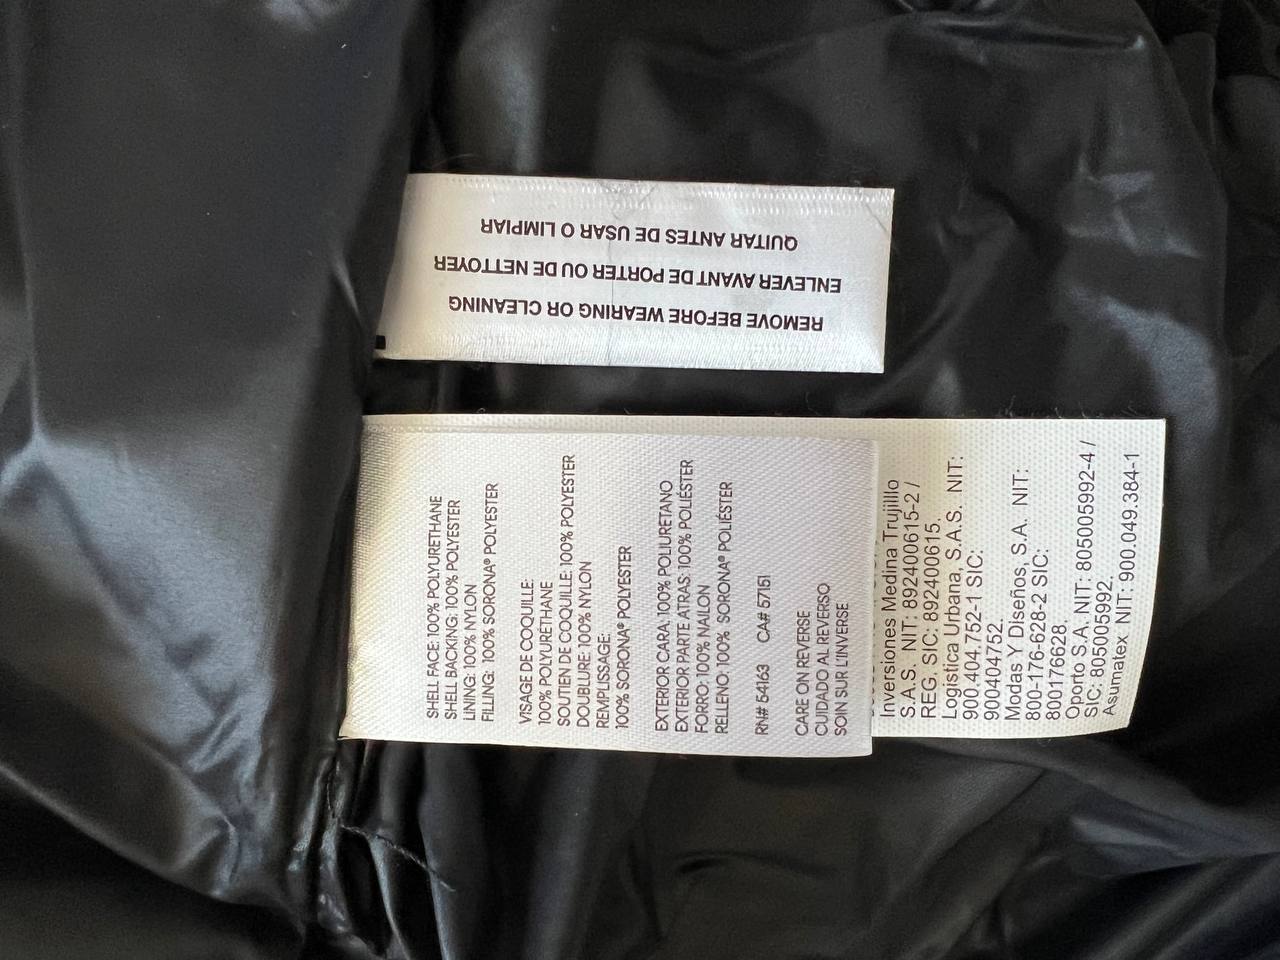 REMOVE BEFORE WEARING OR CLEANING
ENLEVER AVANT DE PORTER OU DE NETTOYER
QUITAR ANTES DE USAR O LIMPIAR
SHELL FACE: 100% POLYURETHANE
SHELL BACKING: 100% POLYESTER
LINING: 100% NYLON
FILLING: 100% SORONA® POLYESTER
VISAGE DE COQUILLE:
100% POLYURETHANE
SOUTIEN DE COQUILLE: 100% POLYESTER
DOUBLURE: 100% NYLON
REMPLISSAGE:
100% SORONA® POLYESTER
EXTERIOR CARA: 100% POLIURETANO
EXTERIOR PARTE ATRAS: 100% POLIÉSTER
FORRO: 100% NAILON
RELLENO: 100% SORONA® POLIÉSTER
RN# 54163 CA# 57151
CARE ON REVERSE
CUIDADO AL REVERSO
SOIN SUR L'INVERSE
Inversiones Medina Trujillo
S.A.S. NIT: 892400615-2 /
REG. SIC: 892400615.
Logistica Urbana, S.A.S. NIT:
900.404.752-1 SIC:
900404752.
Modas Y Diseños, S.A. NIT:
800-176-628-2 SIC:
800176628.
Oporto S.A. NIT: 805005992-4 /
SIC: 805005992.
Asumatex NIT: 900.049.384-1